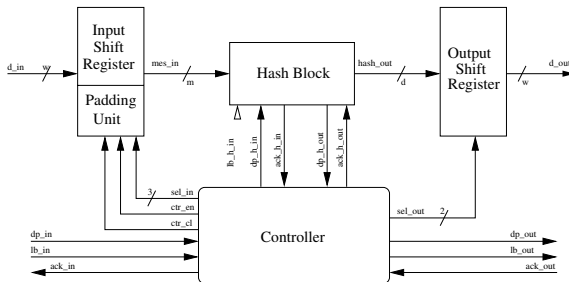 Input
Shift
Register
Padding
Unit
d_in
w
mes_in
m
Hash Block
hash_out
d
Output
Shift
Register
d_out
w
lb_h_in
dp_h_in
ack_h_in
dp_h_out
ack_h_out
3
sel_in
ctr_en
ctr_cl
Controller
sel_out
2
dp_in
lb_in
ack_in
dp_out
lb_out
ack_out